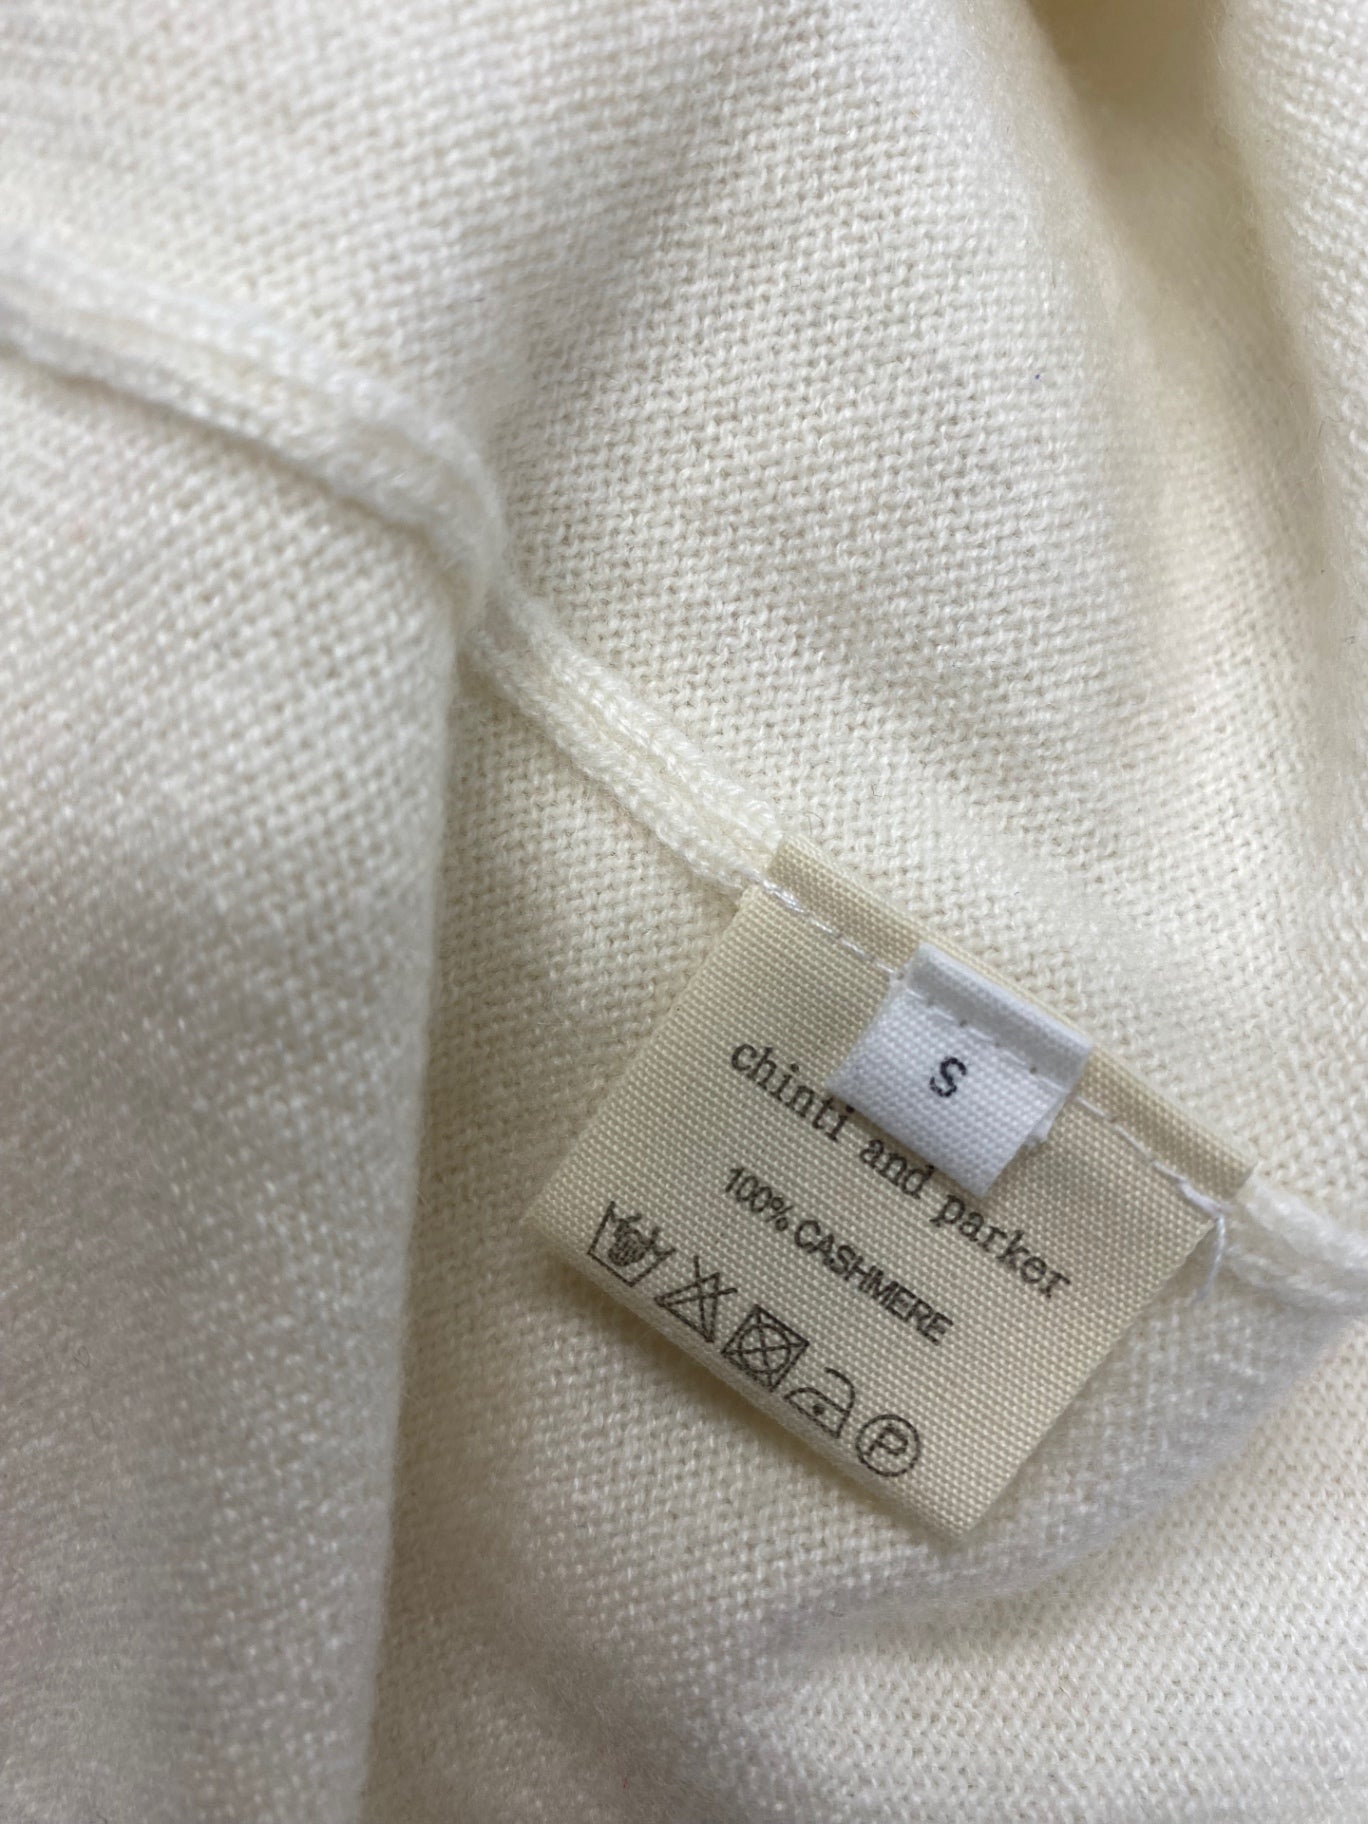 S
chinti and parker
100% CASHMERE
P